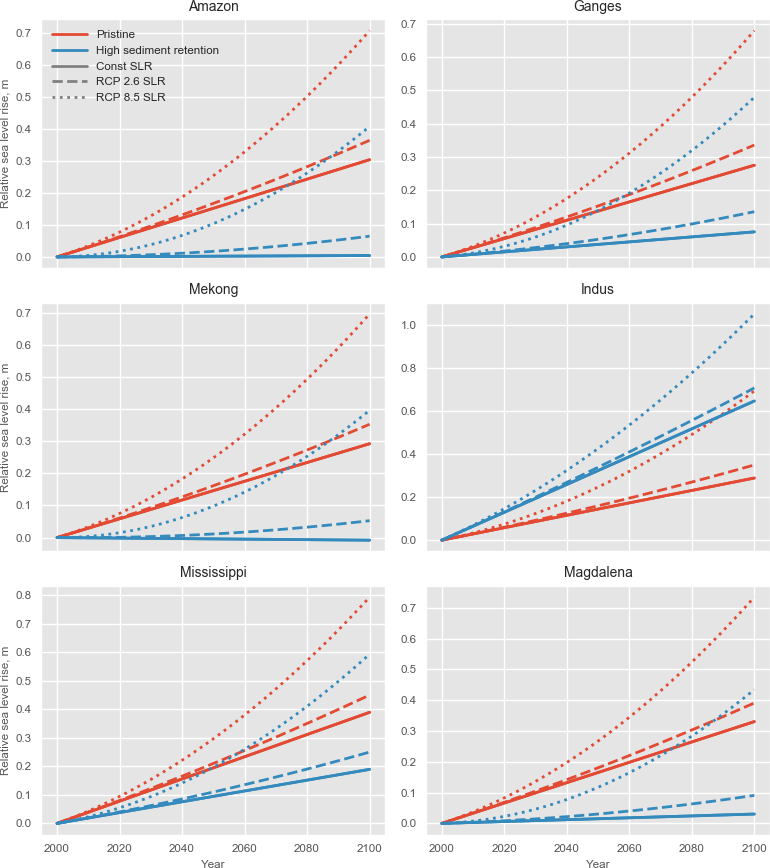 Amazon
Relative sea level rise, m
0.7
0.6
0.5
0.4
0.3
0.2
0.1
0.0
Pristine
High sediment retention
Const SLR
RCP 2.6 SLR
RCP 8.5 SLR
Ganges
0.7
0.6
0.5
0.4
0.3
0.2
0.1
0.0
Mekong
Relative sea level rise, m
0.7
0.6
0.5
0.4
0.3
0.2
0.1
0.0
Indus
1.0
0.8
0.6
0.4
0.2
0.0
Mississippi
Relative sea level rise, m
0.8
0.7
0.6
0.5
0.4
0.3
0.2
0.1
0.0
2000 2020 2040 2060 2080 2100
Year
Magdalena
0.7
0.6
0.5
0.4
0.3
0.2
0.1
0.0
2000 2020 2040 2060 2080 2100
Year